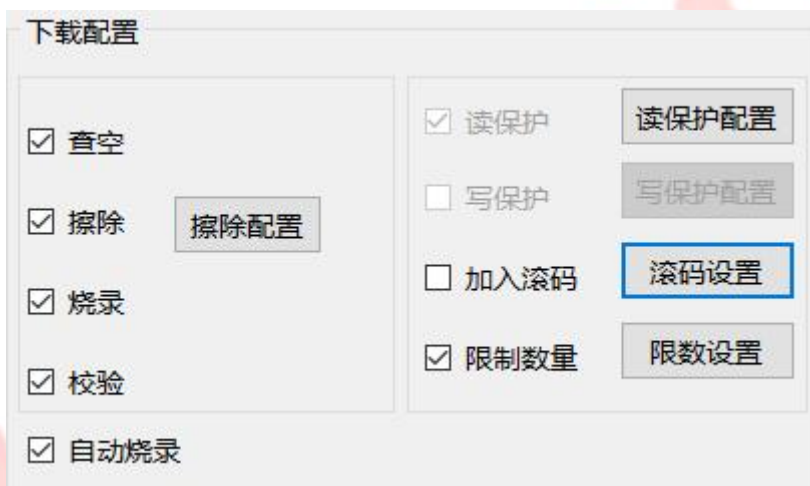 下载配置
查空
擦除 擦除配置
烧录
校验
自动烧录
读保护 读保护配置
写保护 写保护配置
加入滚码 滚码设置
限制数量 限数设置